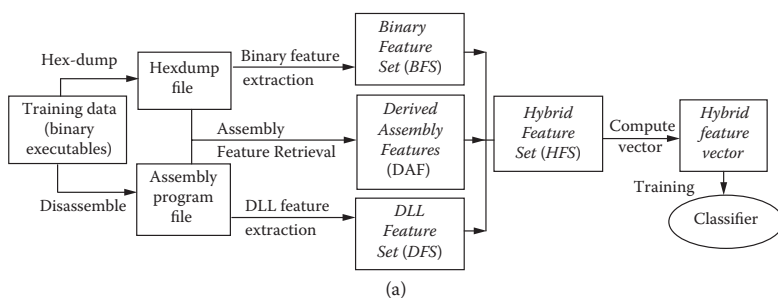 Hex-dump
Training data
(binary
executables)
Disassemble
Hexdump
file
Assembly
program
file
Binary feature
extraction
Assembly
Feature Retrieval
DLL feature
extraction
Binary
Feature
Set (BFS)
Derived
Assembly
Features
(DAF)
DLL
Feature
Set (DFS)
Hybrid
Feature
Set (HFS)
Compute
vector
Hybrid
feature
vector
Training
Classifier
(a)